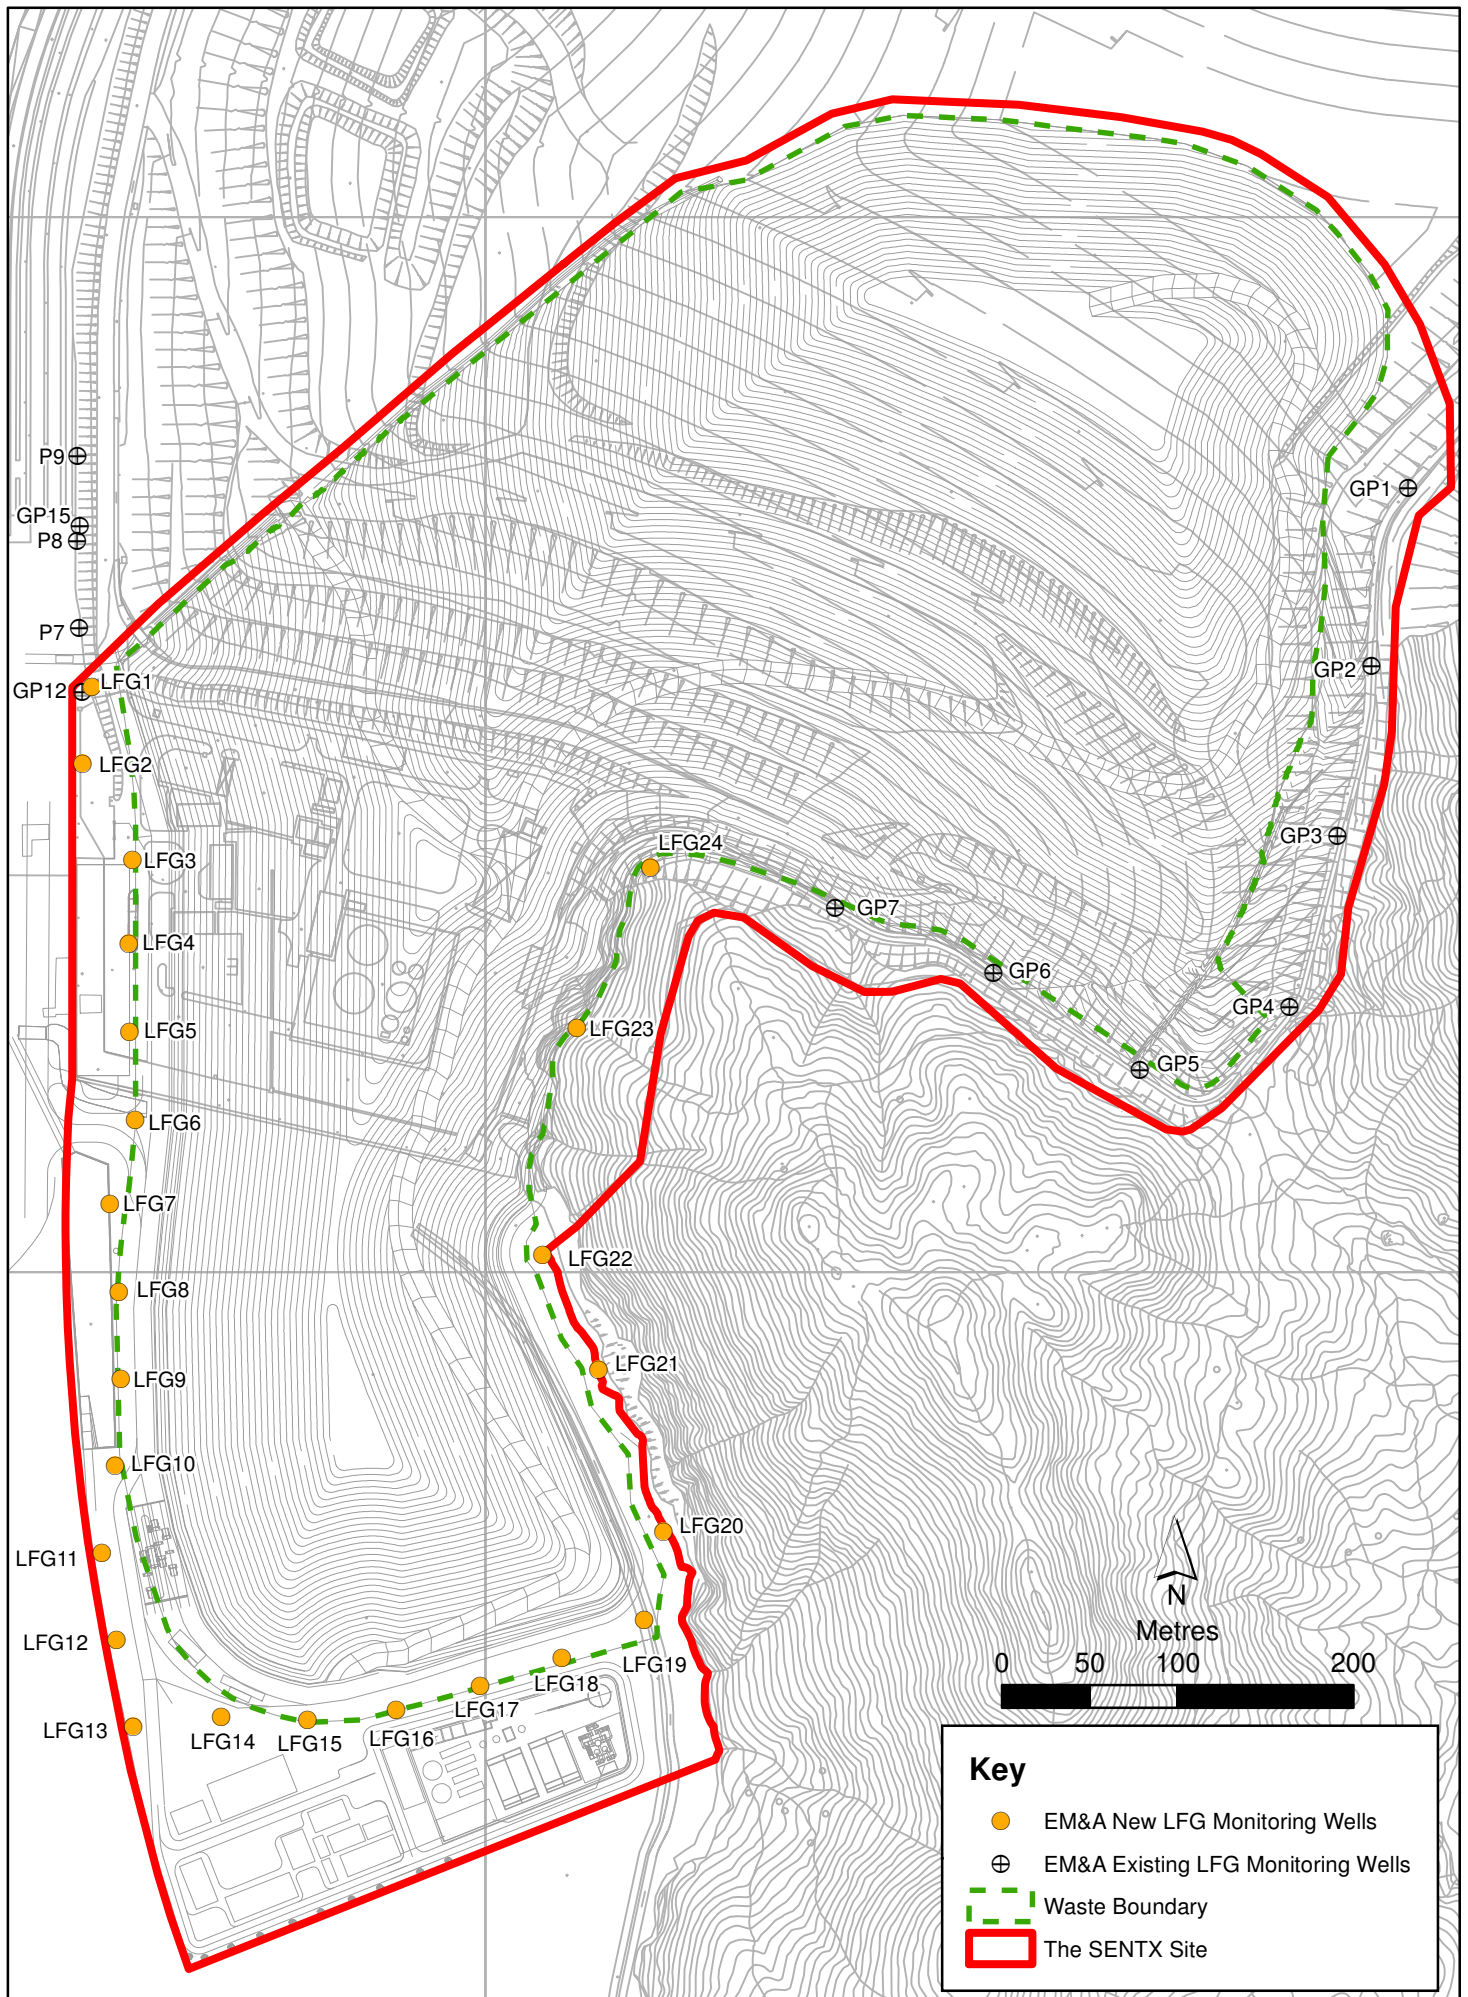 P9
GP15
P8
P7
GP1
GP2
GP12
LFG1
LFG2
GP3
LFG3
LFG24
GP7
LFG4
GP6
GP4
LFG5
LFG23
GP5
LFG6
LFG7
LFG22
LFG8
LFG21
LFG9
LFG10
LFG20
LFG11
LFG12
LFG19
LFG18
LFG17
LFG13
LFG14
LFG15
LFG16
N
Metres
0 50 100 200
Key
EM&A New LFG Monitoring Wells
EM&A Existing LFG Monitoring Wells
Waste Boundary
The SENTX Site